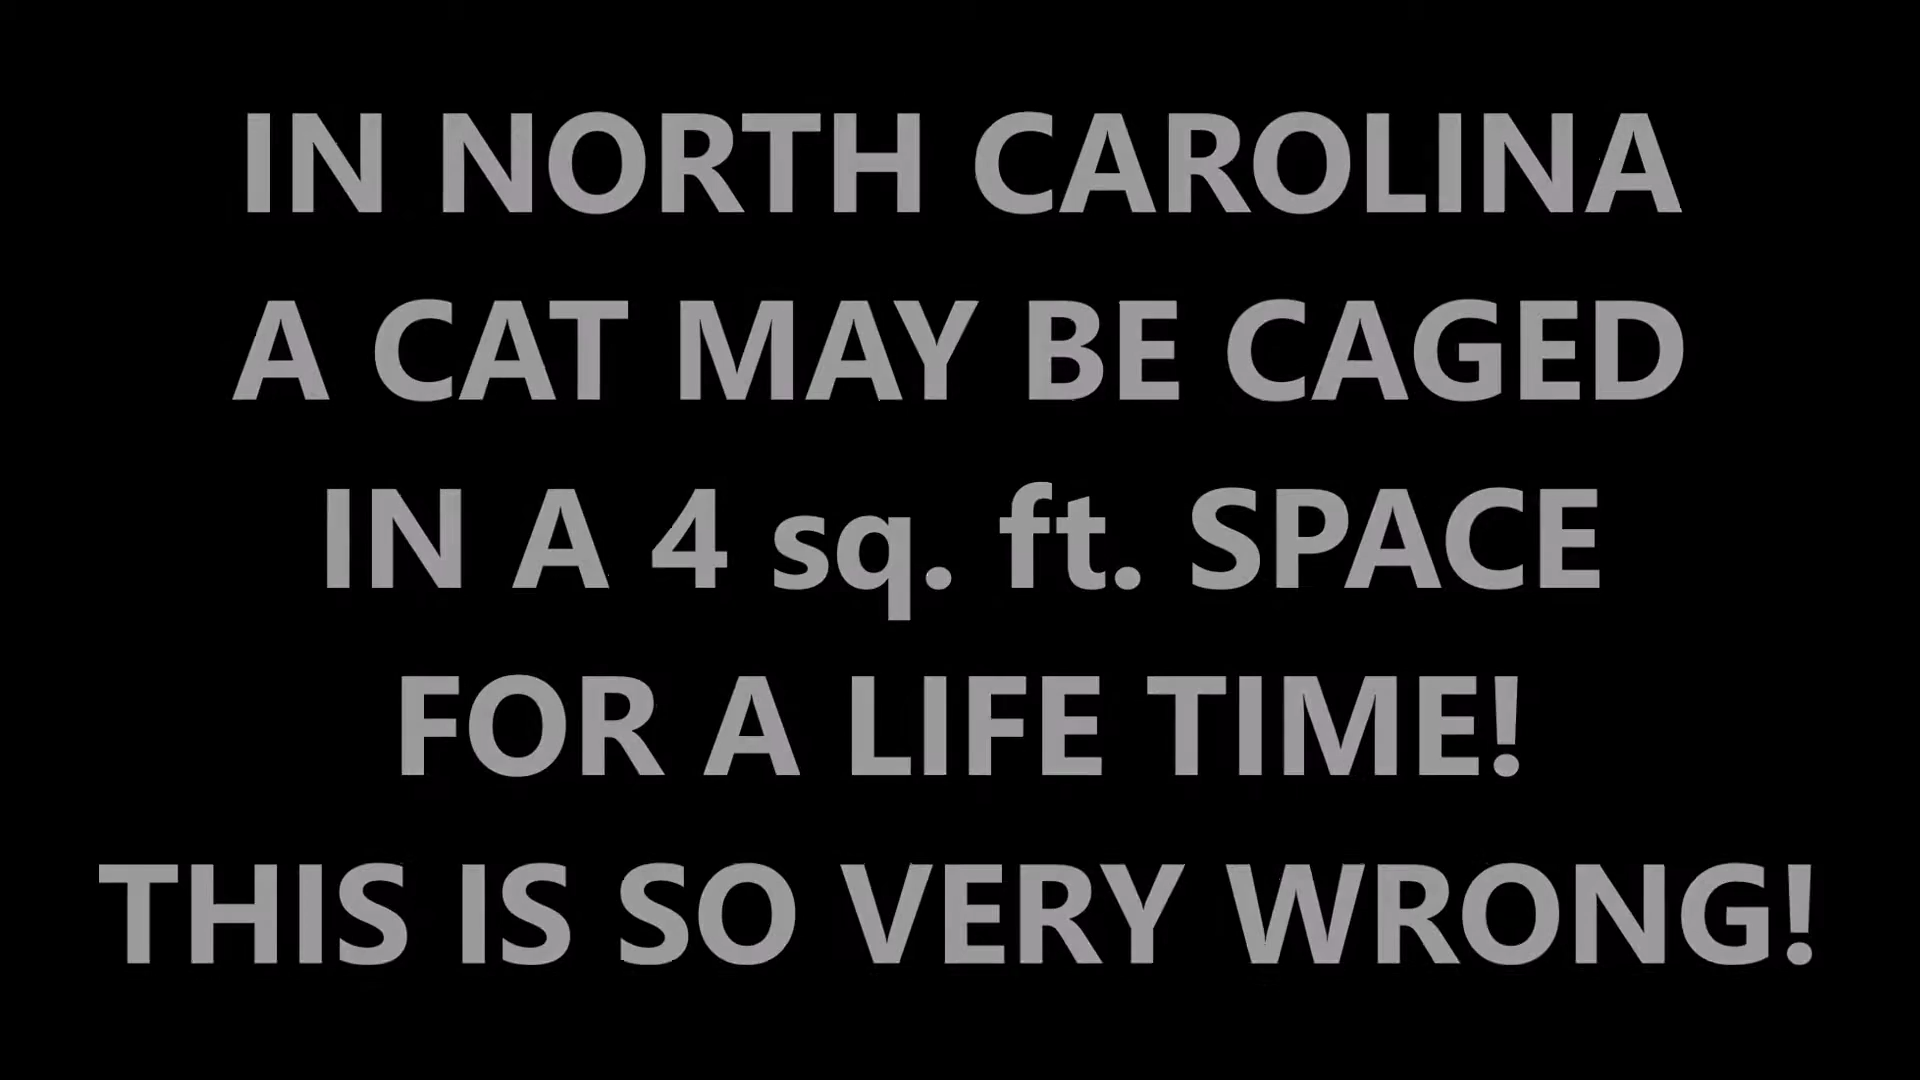 IN NORTH CAROLINA
A CAT MAY BE CAGED
IN A 4 sq. ft. SPACE
FOR A LIFE TIME!
THIS IS SO VERY WRONG!